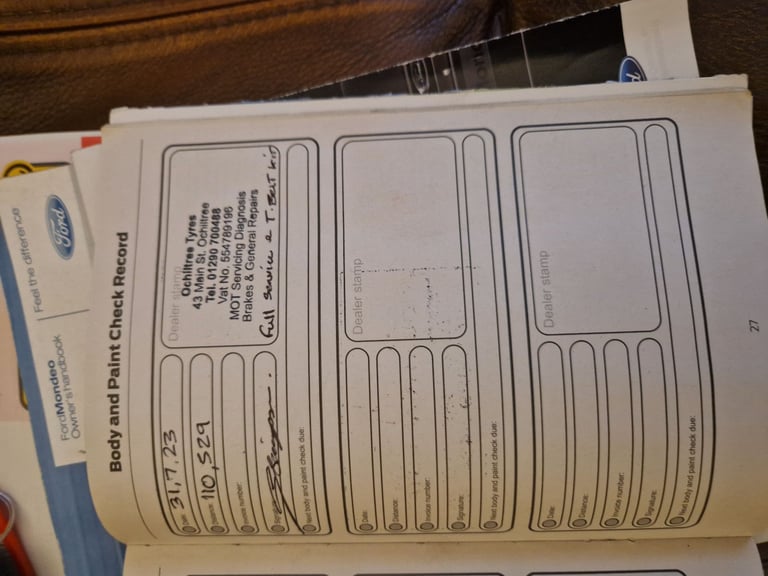 Body and Paint Check Record
Date: 31,7,23
Distance: 110,529
Invoice number:
Signature:
Next body and paint check due:
Dealer stamp
Ochiltree Tyres
43 Main St, Ochiltree
Tel. 01290 700488
Vat No. 554789196
MOT Servicing Diagnosis
Brakes & General Repairs
Full service & T. BeLT kit
Date:
Distance:
Invoice number:
Signature:
Next body and paint check due:
Dealer stamp
Date:
Distance:
Invoice number:
Signature:
Next body and paint check due:
Dealer stamp
27
FordMondeo
Owner's handbook
Feel the difference
Ford